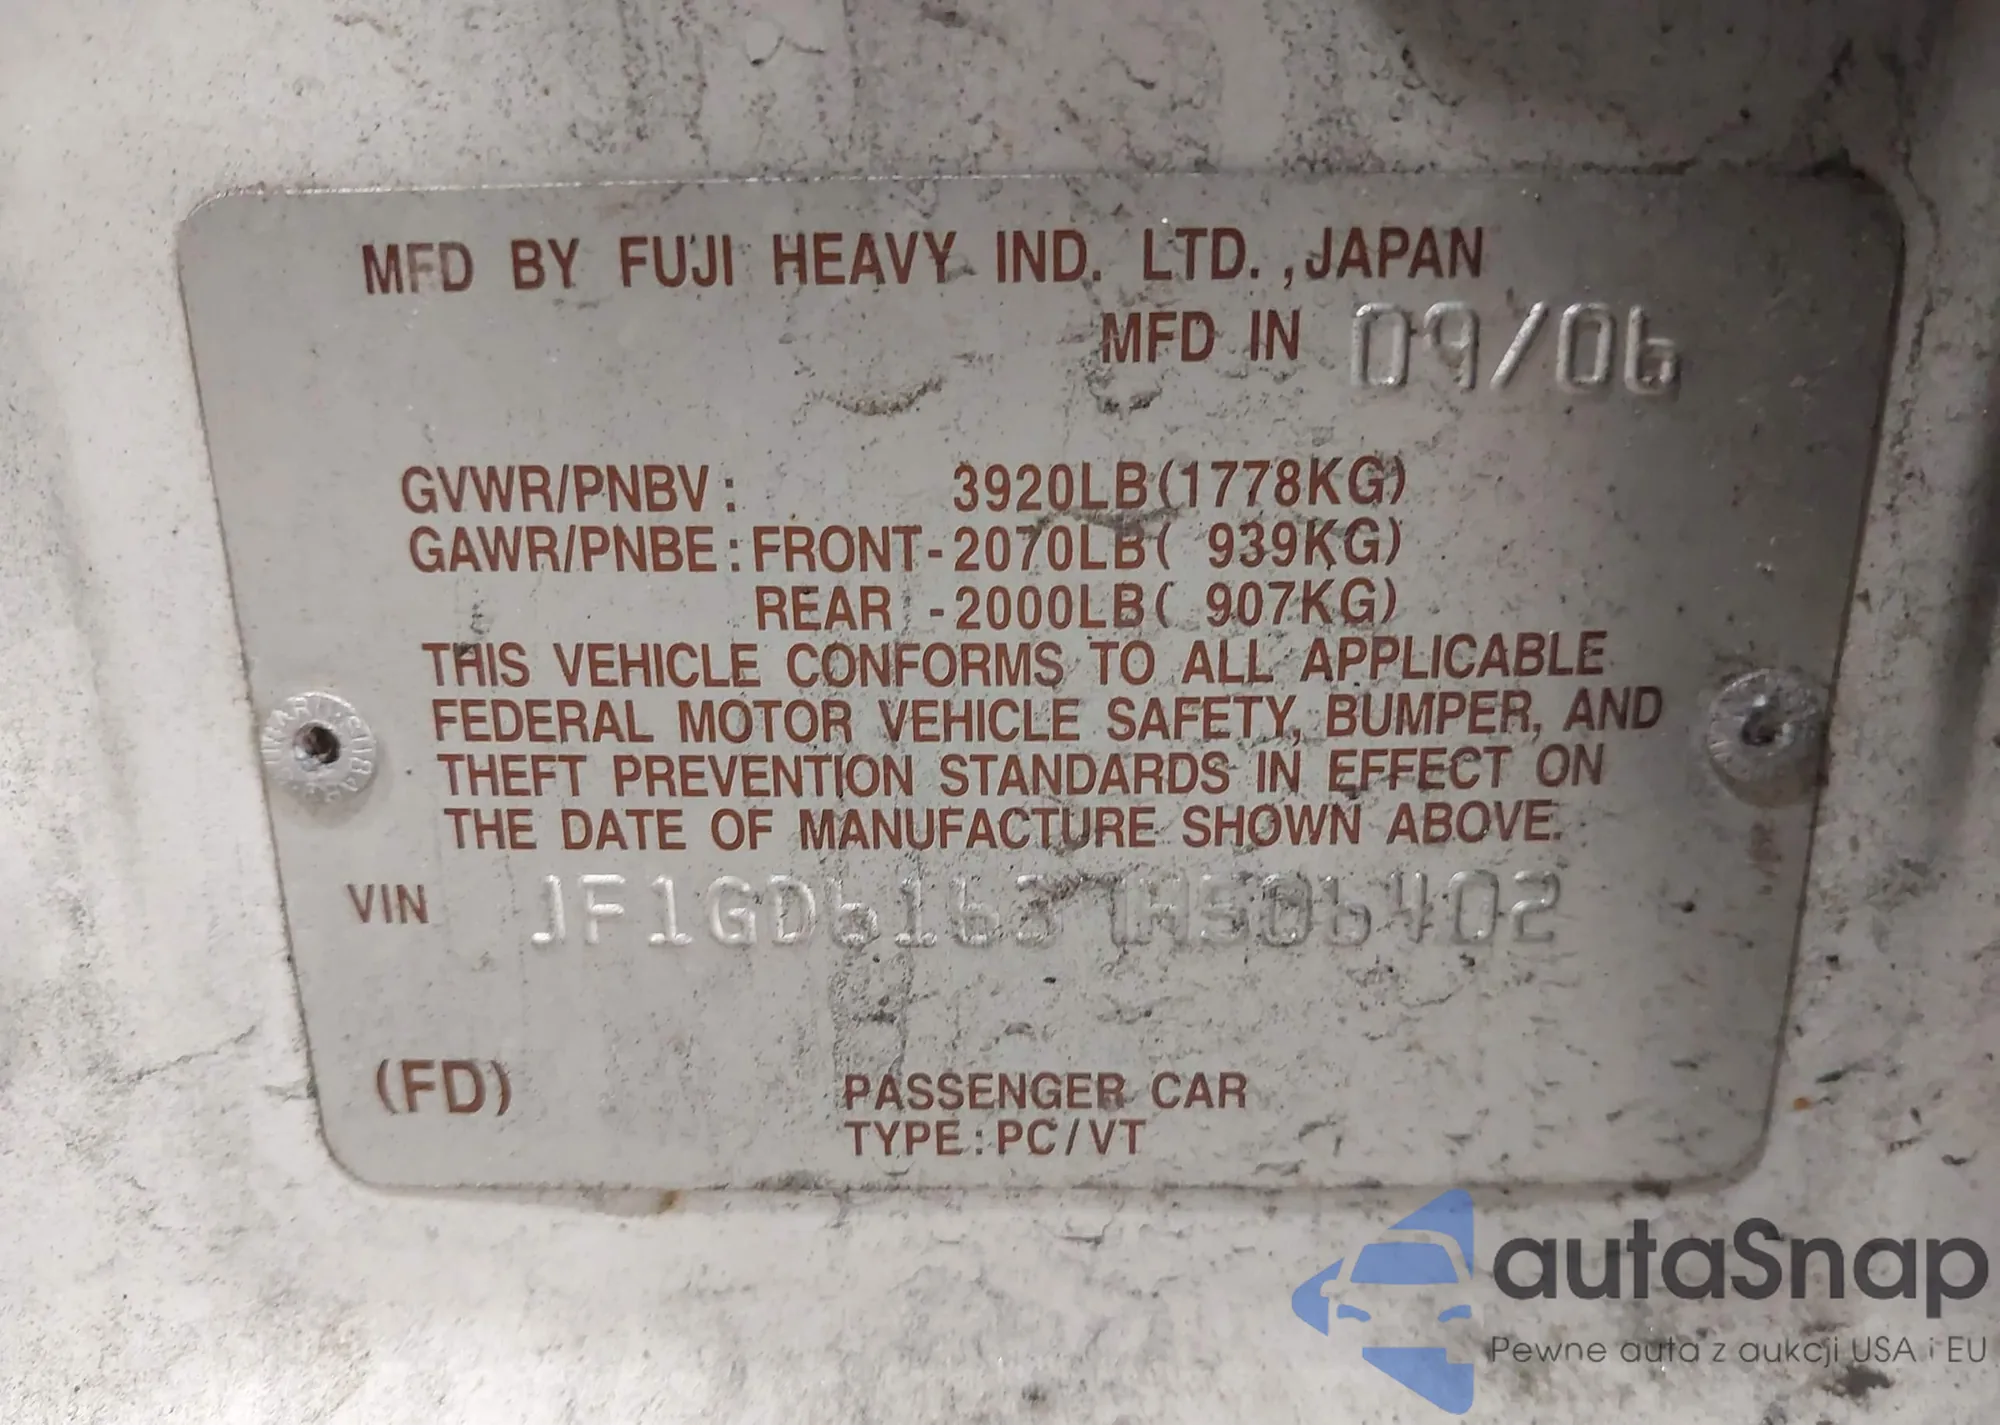 MFD BY FUJI HEAVY IND. LTD. ,JAPAN
MFD IN 09/06
GVWR/PNBV: 3920LB(1778KG)
GAWR/PNBE: FRONT-2070LB( 939KG)
REAR -2000LB( 907KG)
THIS VEHICLE CONFORMS TO ALL APPLICABLE
FEDERAL MOTOR VEHICLE SAFETY, BUMPER, AND
THEFT PREVENTION STANDARDS IN EFFECT ON
THE DATE OF MANUFACTURE SHOWN ABOVE.
VIN JF1GD61637H506402
(FD) PASSENGER CAR
TYPE:PC/VT
autaSnap
Pewne auta z aukcji USA i EU